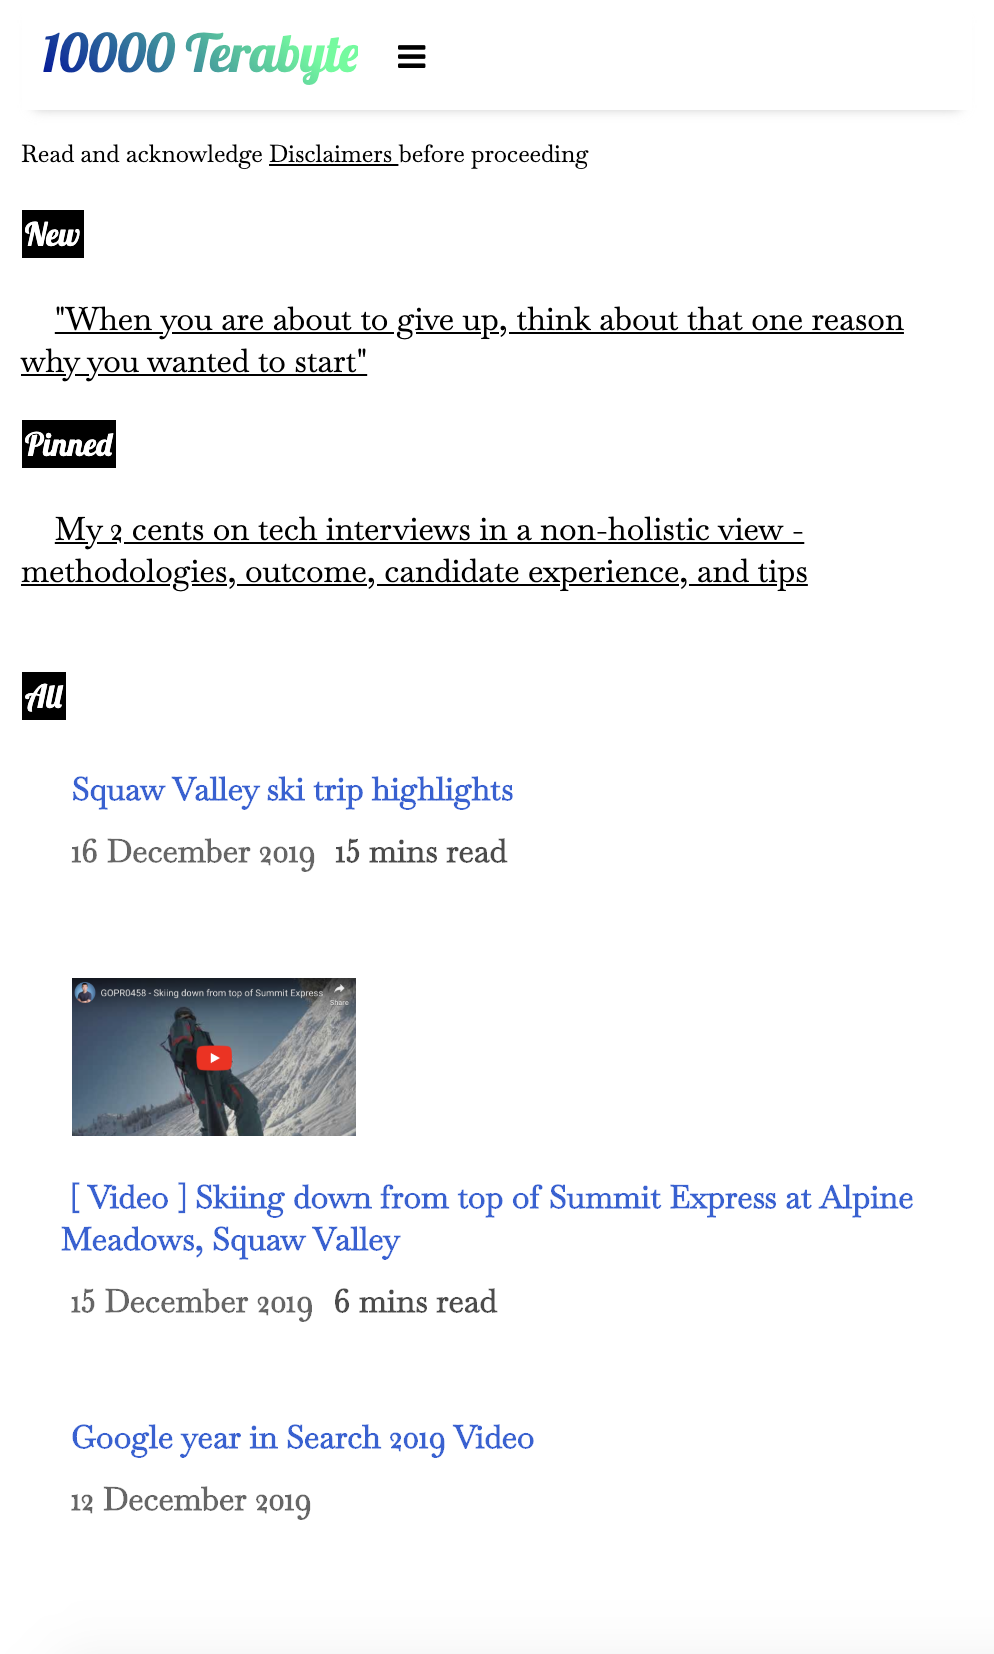 10000 Terabyte
Read and acknowledge Disclaimers before proceeding
New
"When you are about to give up, think about that one reason
why you wanted to start"
Pinned
My 2 cents on tech interviews in a non-holistic view -
methodologies, outcome, candidate experience, and tips
All
Squaw Valley ski trip highlights
16 December 2019 15 mins read
GOPR0458 - Skiing down from top of Summit Express
Share
[ Video ] Skiing down from top of Summit Express at Alpine
Meadows, Squaw Valley
15 December 2019 6 mins read
Google year in Search 2019 Video
12 December 2019